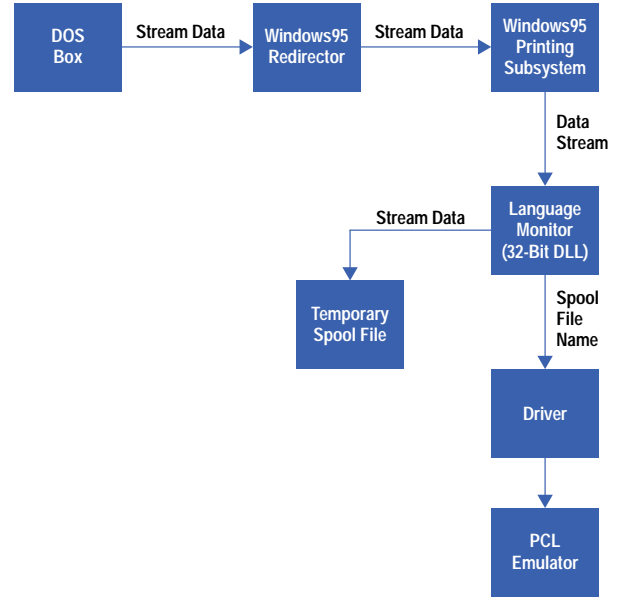 DOS
Box
Stream Data
Windows95
Redirector
Stream Data
Windows95
Printing
Subsystem
Data
Stream
Language
Monitor
(32-Bit DLL)
Stream Data
Temporary
Spool File
Spool
File
Name
Driver
PCL
Emulator